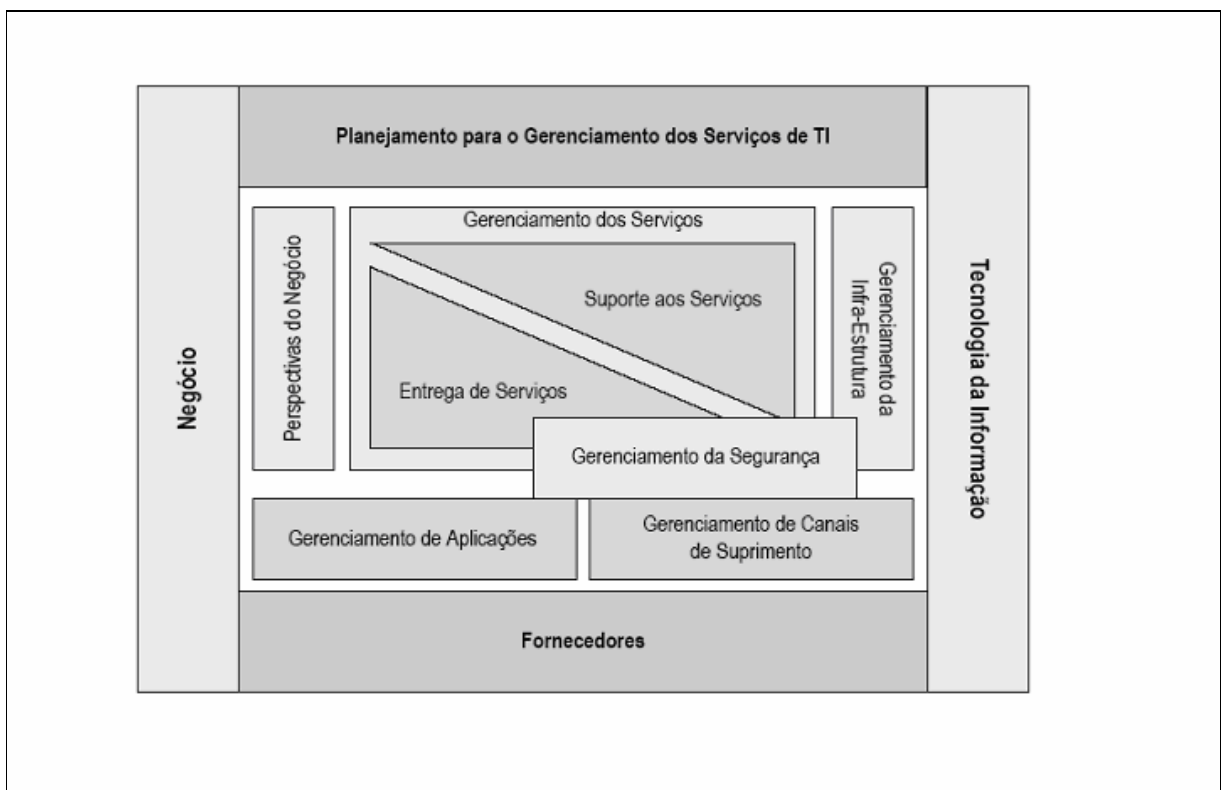 Planejamento para o Gerenciamento dos Serviços de TI
Negócio
Perspectivas do Negócio
Gerenciamento dos Serviços
Suporte aos Serviços
Entrega de Serviços
Gerenciamento da
Infra-Estrutura
Tecnologia da Informação
Gerenciamento da Segurança
Gerenciamento de Aplicações
Gerenciamento de Canais
de Suprimento
Fornecedores